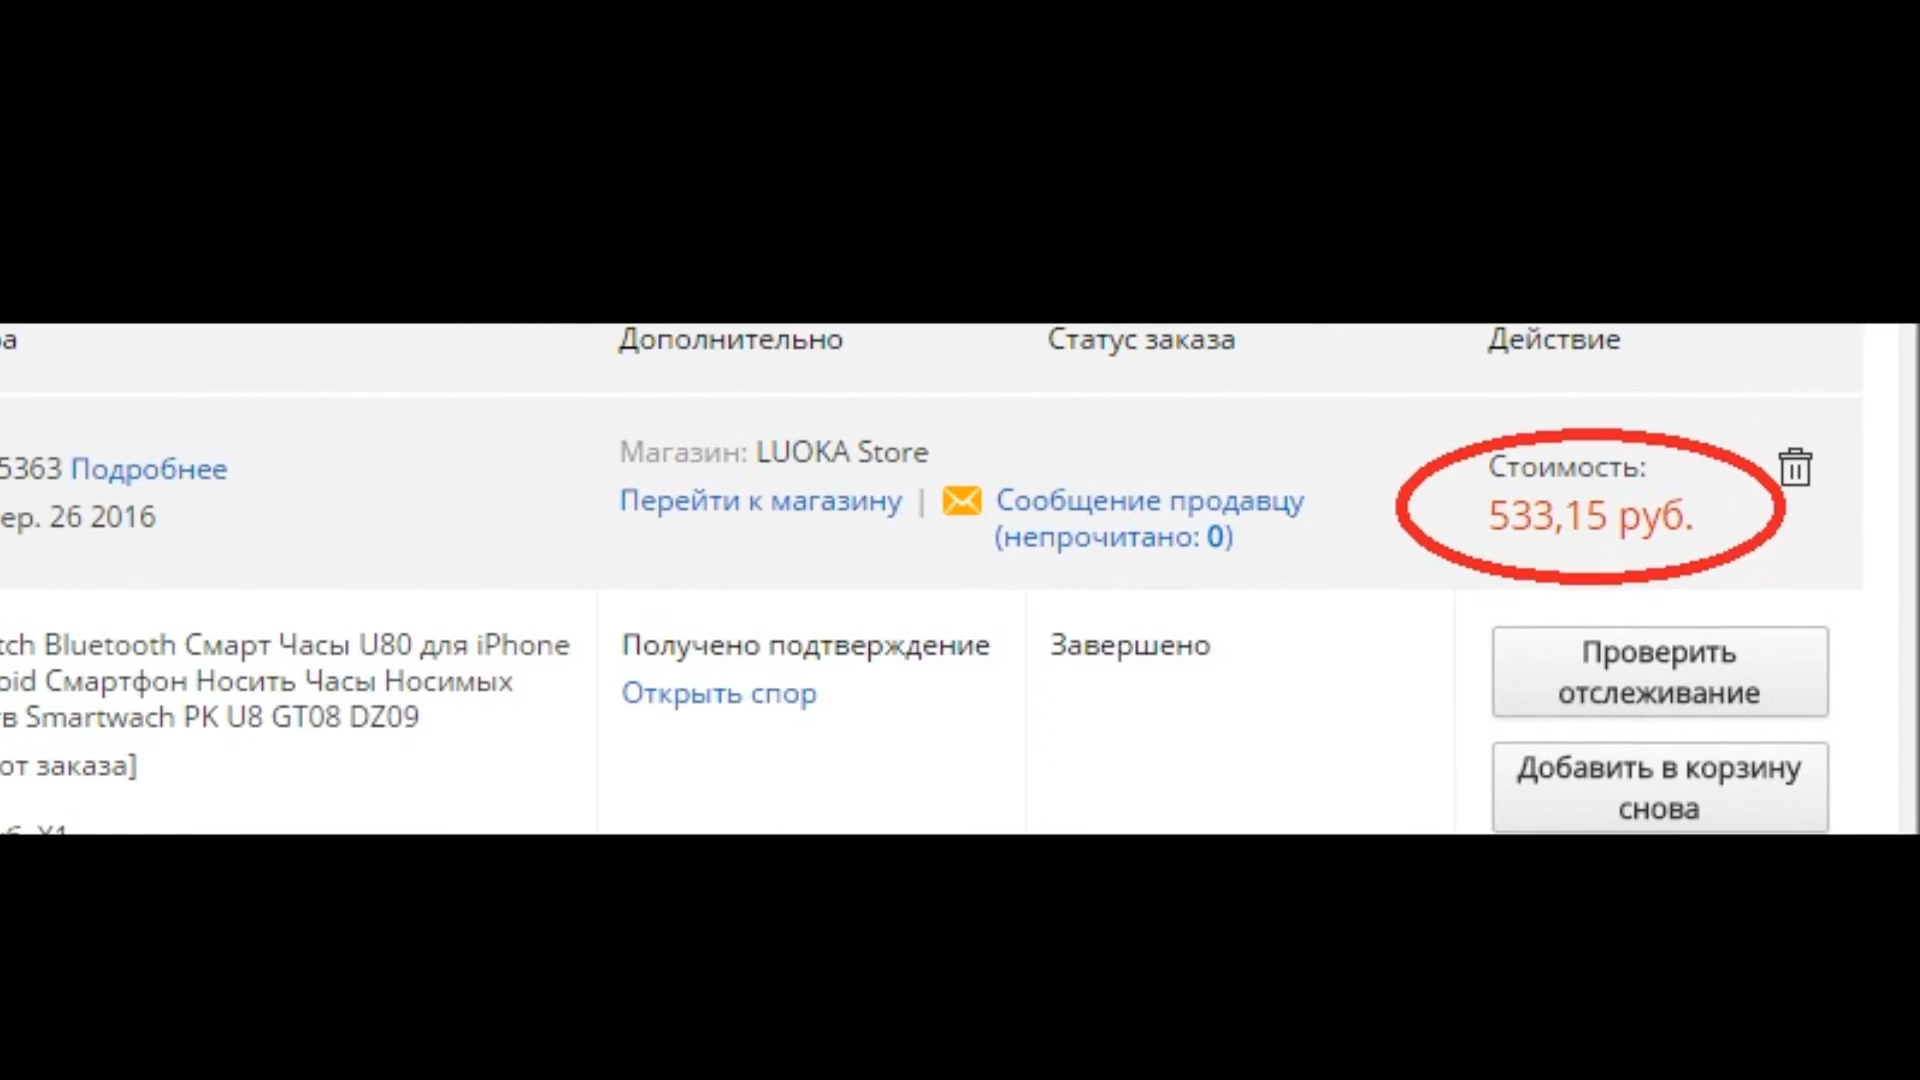 Дополнительно
Статус заказа
Действие
5363 Подробнее
ер. 26 2016
Магазин: LUOKA Store
Перейти к магазину | Сообщение продавцу
(непрочитано: 0)
Стоимость:
533,15 руб.
tch Bluetooth Смарт Часы U80 для iPhone
oid Смартфон Носить Часы Носимых
в Smartwach PK U8 GT08 DZ09
от заказа]
Получено подтверждение
Открыть спор
Завершено
Проверить
отслеживание
Добавить в корзину
снова